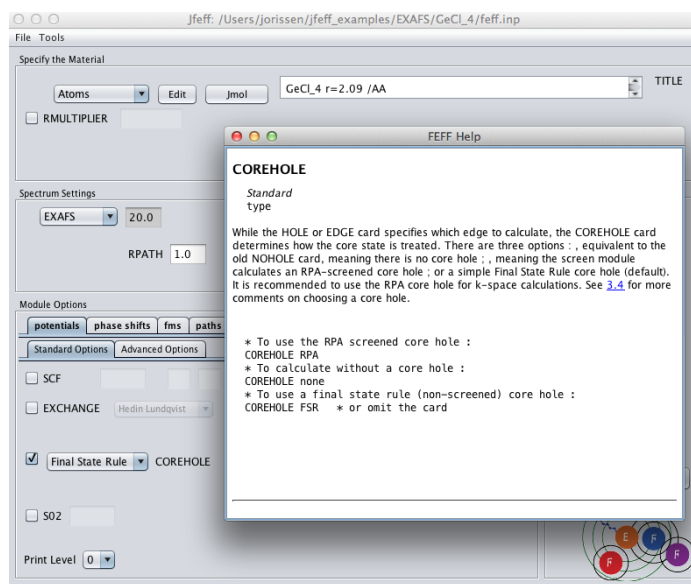 Jfeff: /Users/jorissen/jfeff_examples/EXAFS/GeCl_4/feff.inp
File Tools
Specify the Material
Atoms Edit Jmol GeCl_4 r=2.09 /AA TITLE
RMULTIPLIER
FEFF Help
COREHOLE
Standard
type
While the HOLE or EDGE card specifies which edge to calculate, the COREHOLE card
determines how the core state is treated. There are three options : , equivalent to the
old NOHOLE card, meaning there is no core hole ; , meaning the screen module
calculates an RPA-screened core hole ; or a simple Final State Rule core hole (default).
It is recommended to use the RPA core hole for k-space calculations. See 3.4 for more
comments on choosing a core hole.
* To use the RPA screened core hole :
COREHOLE RPA
* To calculate without a core hole :
COREHOLE none
* To use a final state rule (non-screened) core hole :
COREHOLE FSR * or omit the card
Spectrum Settings
EXAFS 20.0
RPATH 1.0
Module Options
potentials phase shifts fms paths
Standard Options Advanced Options
SCF
EXCHANGE Hedin Lundqvist
Final State Rule COREHOLE
S02
Print Level 0
E F
F F